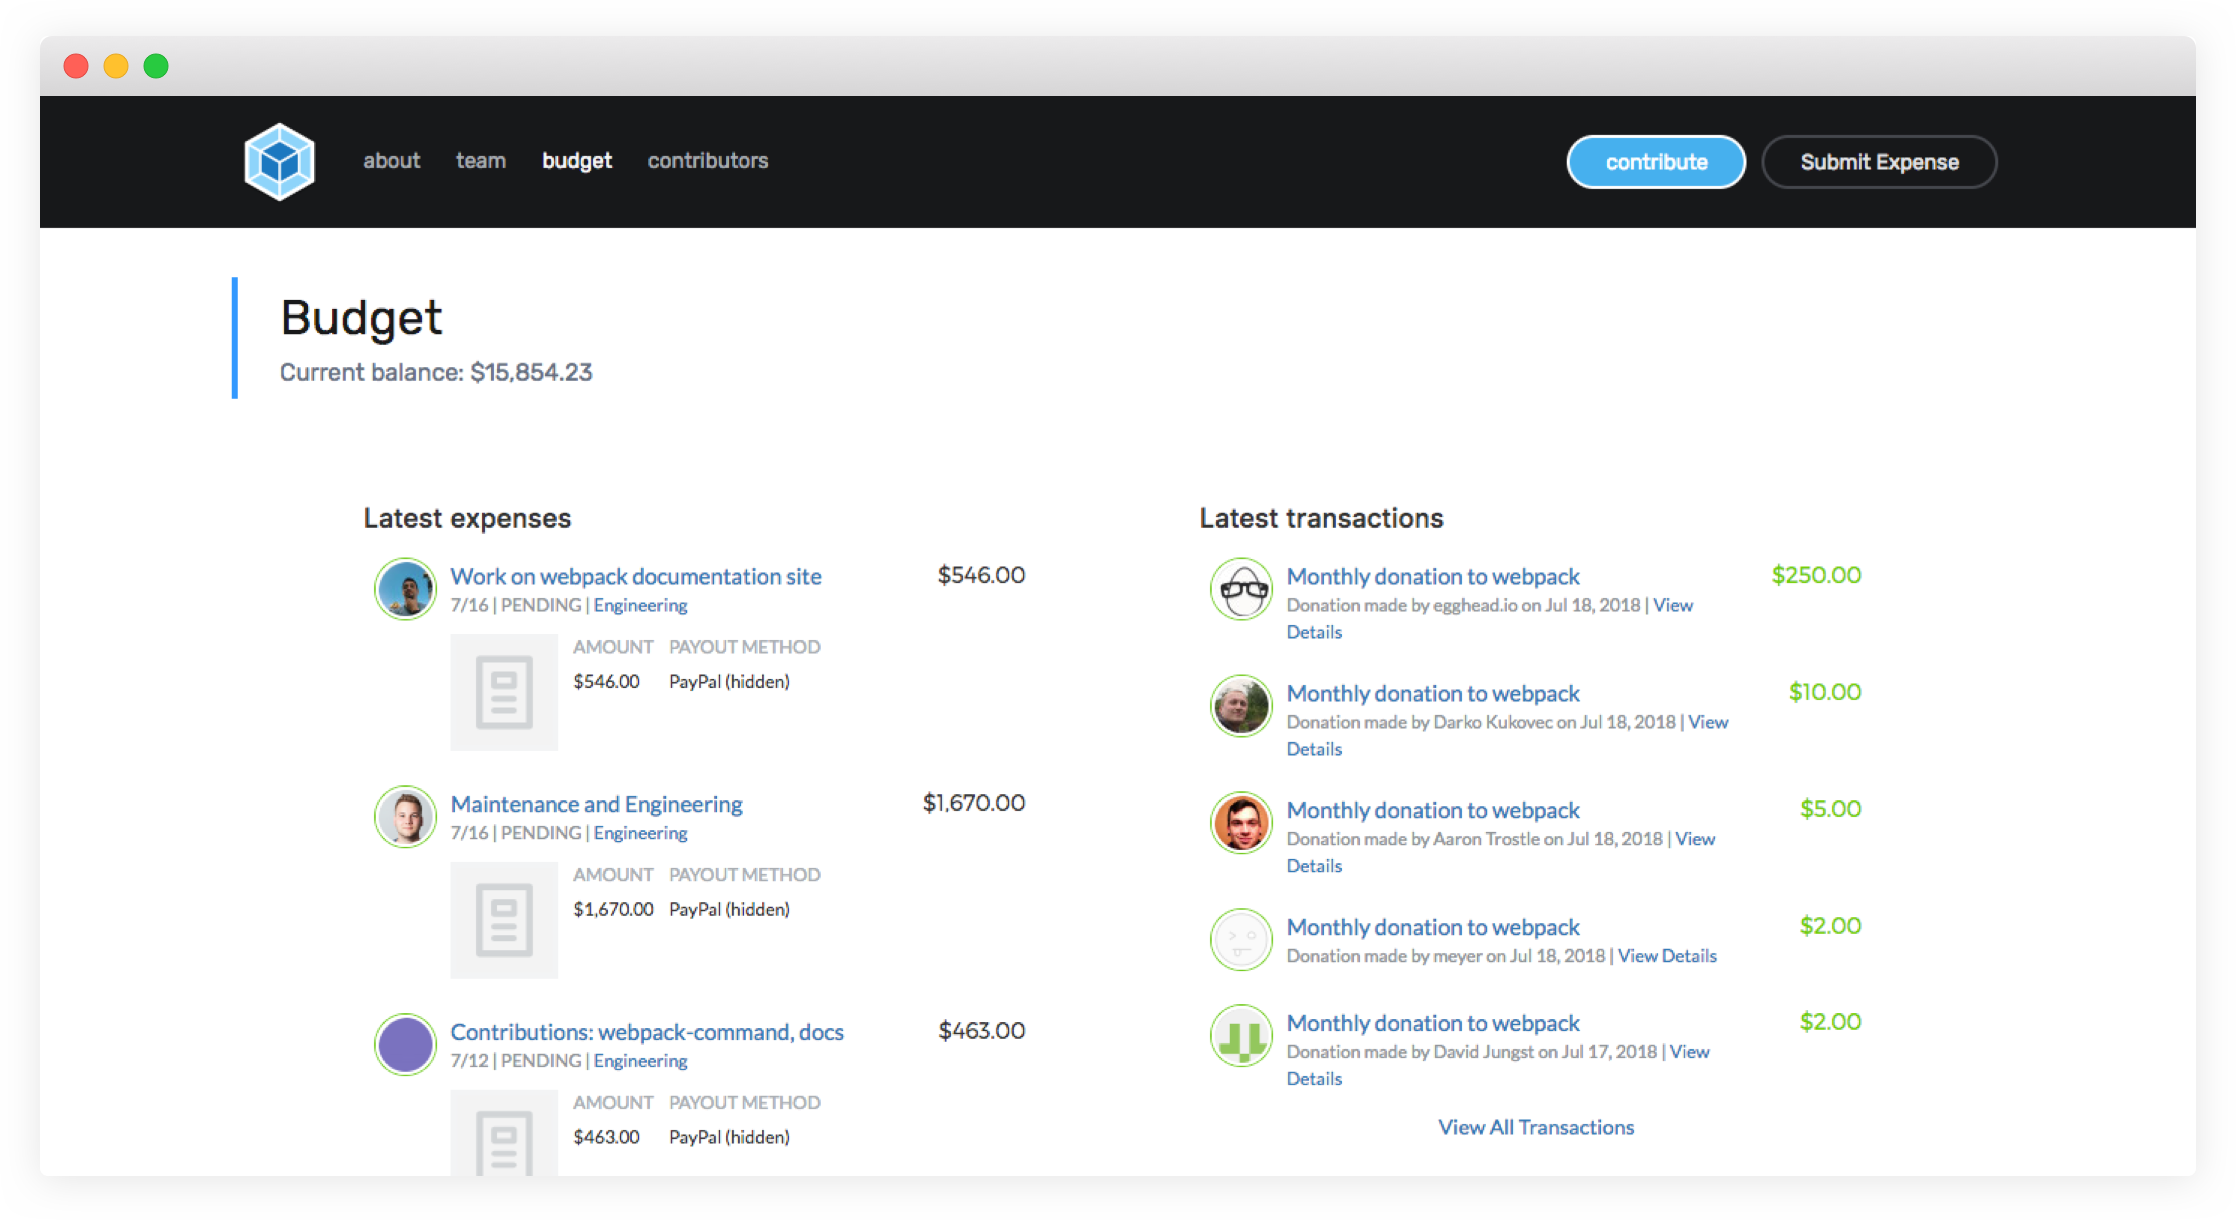 about team budget contributors contribute Submit Expense
Budget
Current balance: $15,854.23
Latest expenses
Work on webpack documentation site $546.00
7/16 | PENDING | Engineering
AMOUNT PAYOUT METHOD
$546.00 PayPal (hidden)
Maintenance and Engineering $1,670.00
7/16 | PENDING | Engineering
AMOUNT PAYOUT METHOD
$1,670.00 PayPal (hidden)
Contributions: webpack-command, docs $463.00
7/12 | PENDING | Engineering
AMOUNT PAYOUT METHOD
$463.00 PayPal (hidden)
Latest transactions
Monthly donation to webpack $250.00
Donation made by egghead.io on Jul 18, 2018 | View
Details
Monthly donation to webpack $10.00
Donation made by Darko Kukovec on Jul 18, 2018 | View
Details
Monthly donation to webpack $5.00
Donation made by Aaron Trostle on Jul 18, 2018 | View
Details
Monthly donation to webpack $2.00
Donation made by meyer on Jul 18, 2018 | View Details
Monthly donation to webpack $2.00
Donation made by David Jungst on Jul 17, 2018 | View
Details
View All Transactions